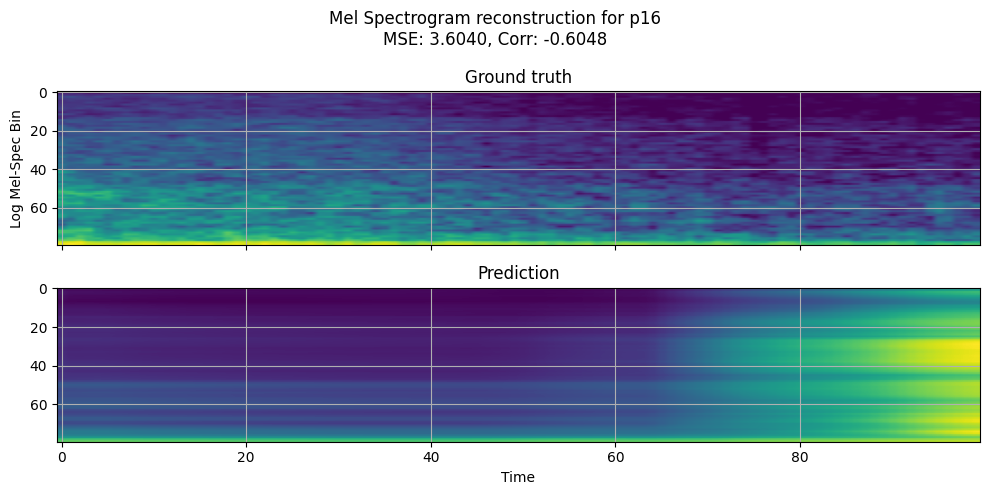 Mel Spectrogram reconstruction for p16
MSE: 3.6040, Corr: -0.6048
Ground truth
0
20
40
60
Log Mel-Spec Bin
Prediction
0
20
40
60
0 20 40 60 80
Time